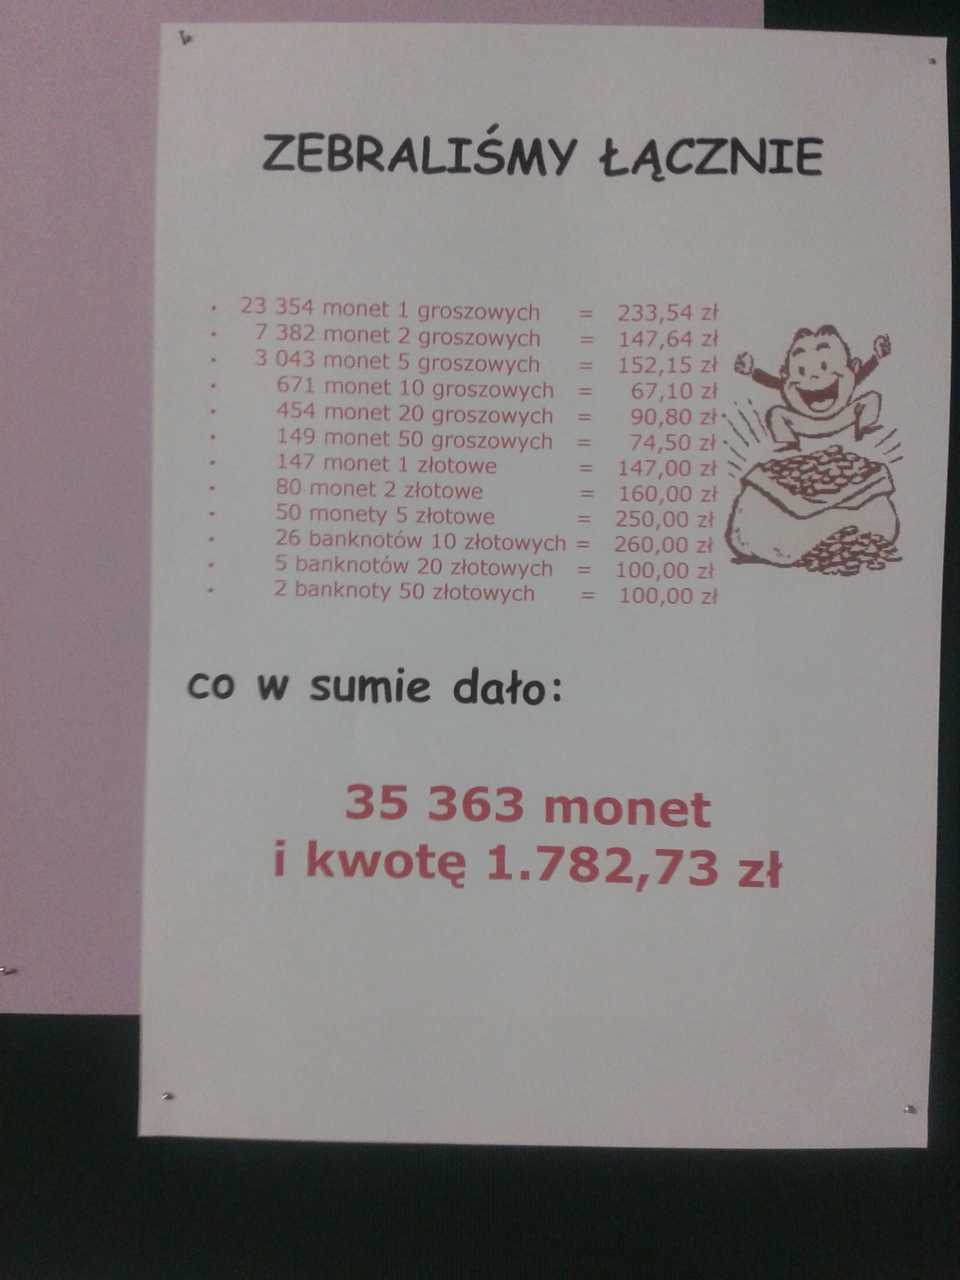 ZEBRALIŚMY ŁĄCZNIE
• 23 354 monet 1 groszowych = 233,54 zł
• 7 382 monet 2 groszowych = 147,64 zł
• 3 043 monet 5 groszowych = 152,15 zł
• 671 monet 10 groszowych = 67,10 zł
• 454 monet 20 groszowych = 90,80 zł
• 149 monet 50 groszowych = 74,50 zł
• 147 monet 1 złotowe = 147,00 zł
• 80 monet 2 złotowe = 160,00 zł
• 50 monety 5 złotowe = 250,00 zł
• 26 banknotów 10 złotowych = 260,00 zł
• 5 banknotów 20 złotowych = 100,00 zł
• 2 banknoty 50 złotowych = 100,00 zł
co w sumie dało:
35 363 monet
i kwotę 1.782,73 zł